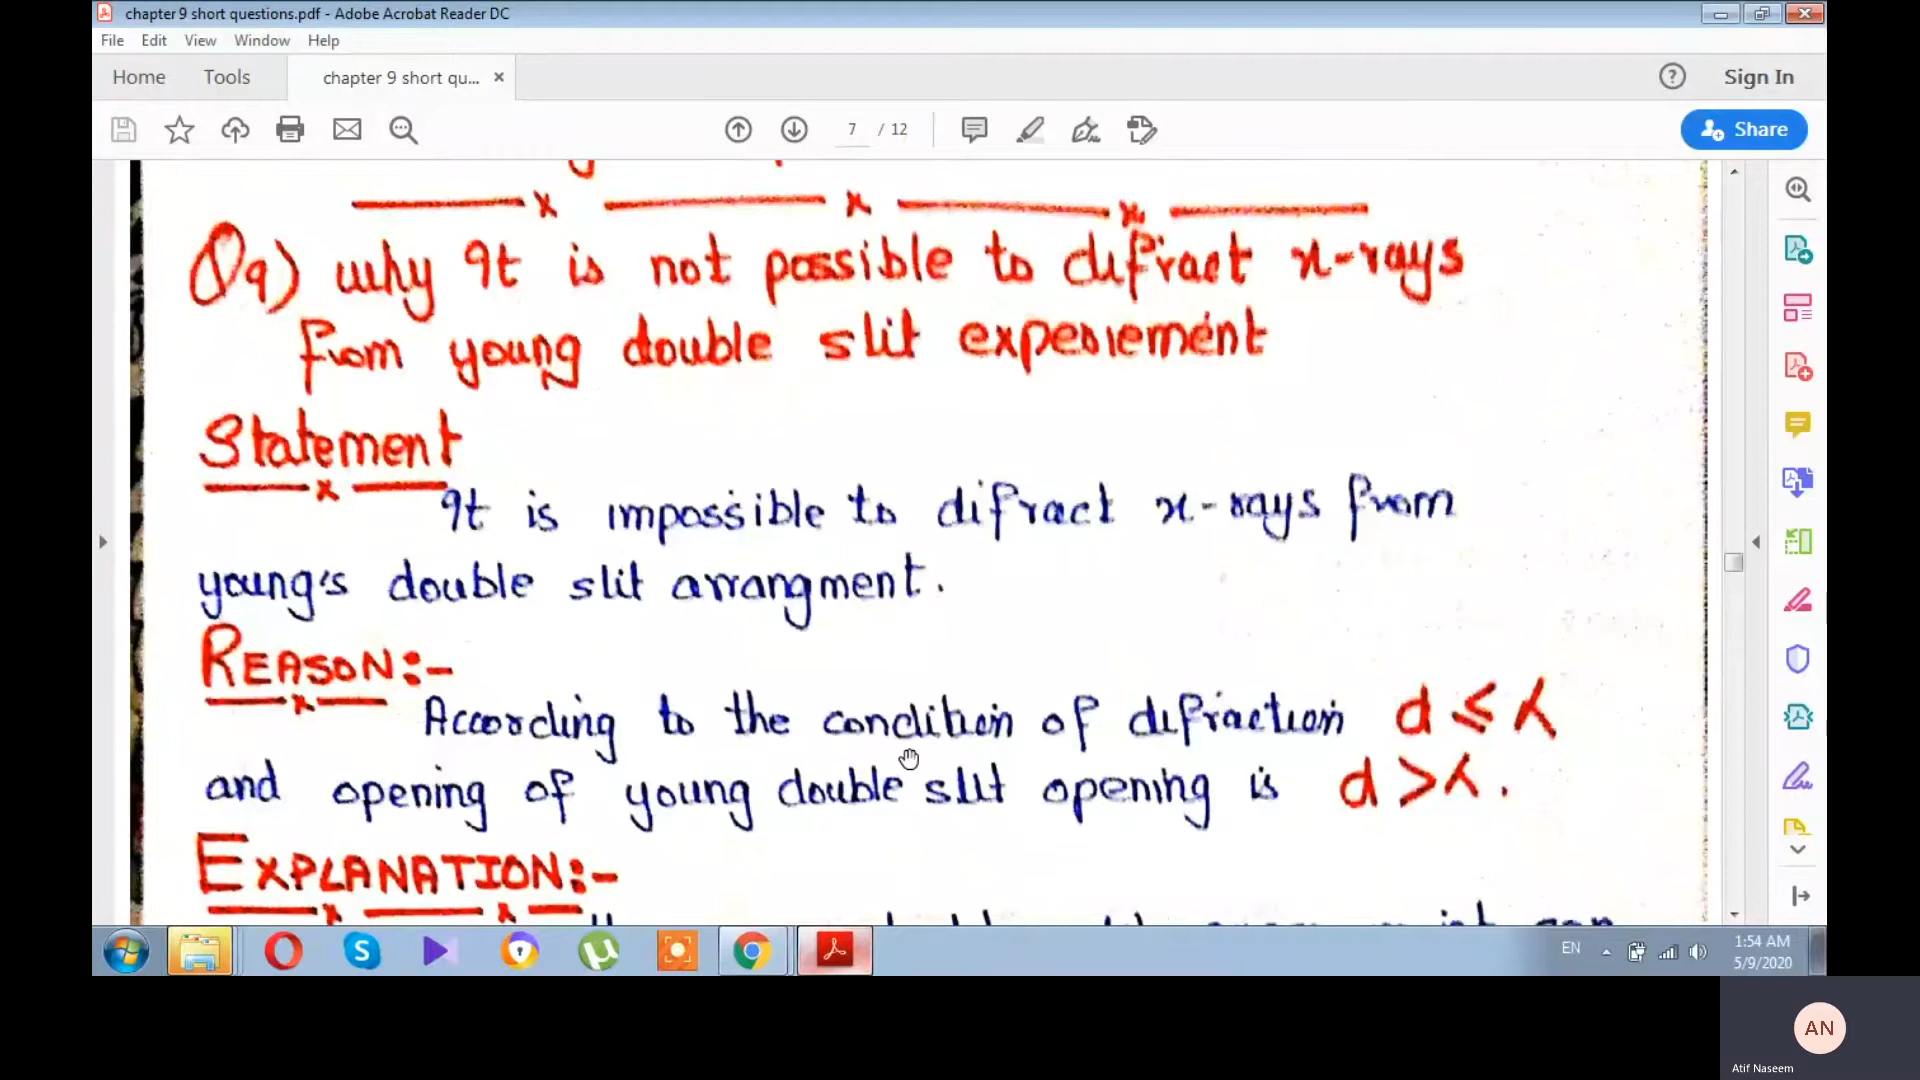 chapter 9 short questions.pdf - Adobe Acrobat Reader DC
File Edit View Window Help
Home Tools chapter 9 short qu... × Sign In
7 / 12 Share
Q9) why It is not possible to difract x-rays
from young double slit experiement
Statement
It is impossible to difract x-rays from
young's double slit arrangment.
REASON:-
According to the condition of difraction d ≤ λ
and opening of young double slit opening is d > λ.
EXPLANATION:-
EN 1:54 AM
5/9/2020
AN
Atif Naseem